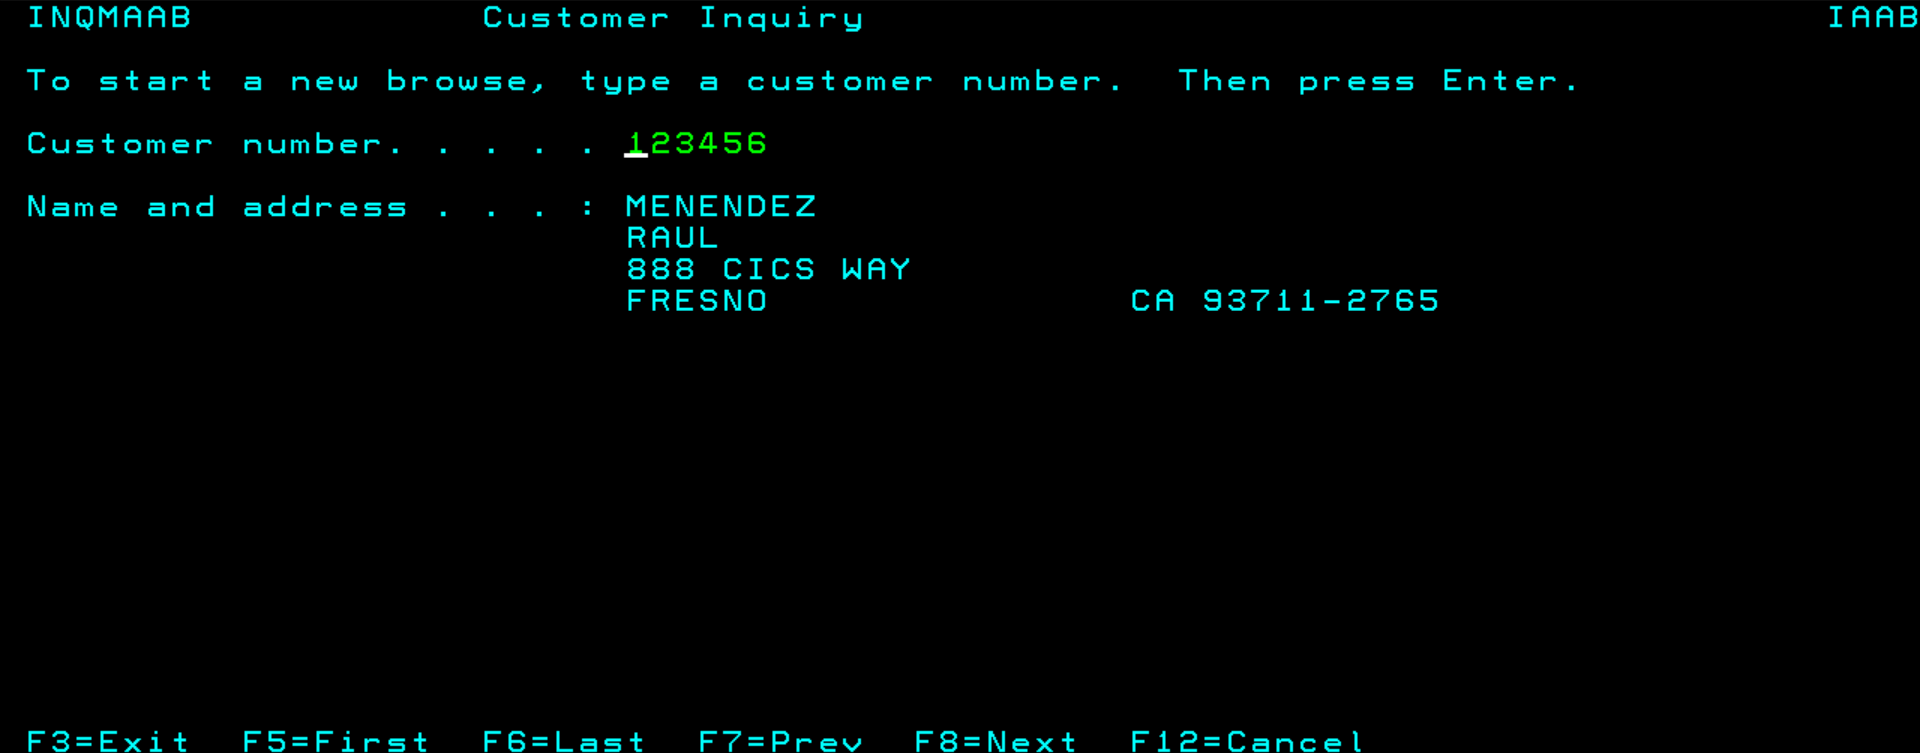 INQMAAB Customer Inquiry IAAB
To start a new browse, type a customer number. Then press Enter.
Customer number. . . . . 123456
Name and address . . . : MENENDEZ
RAUL
888 CICS WAY
FRESNO CA 93711-2765
F3=Exit F5=First F6=Last F7=Prev F8=Next F12=Cancel